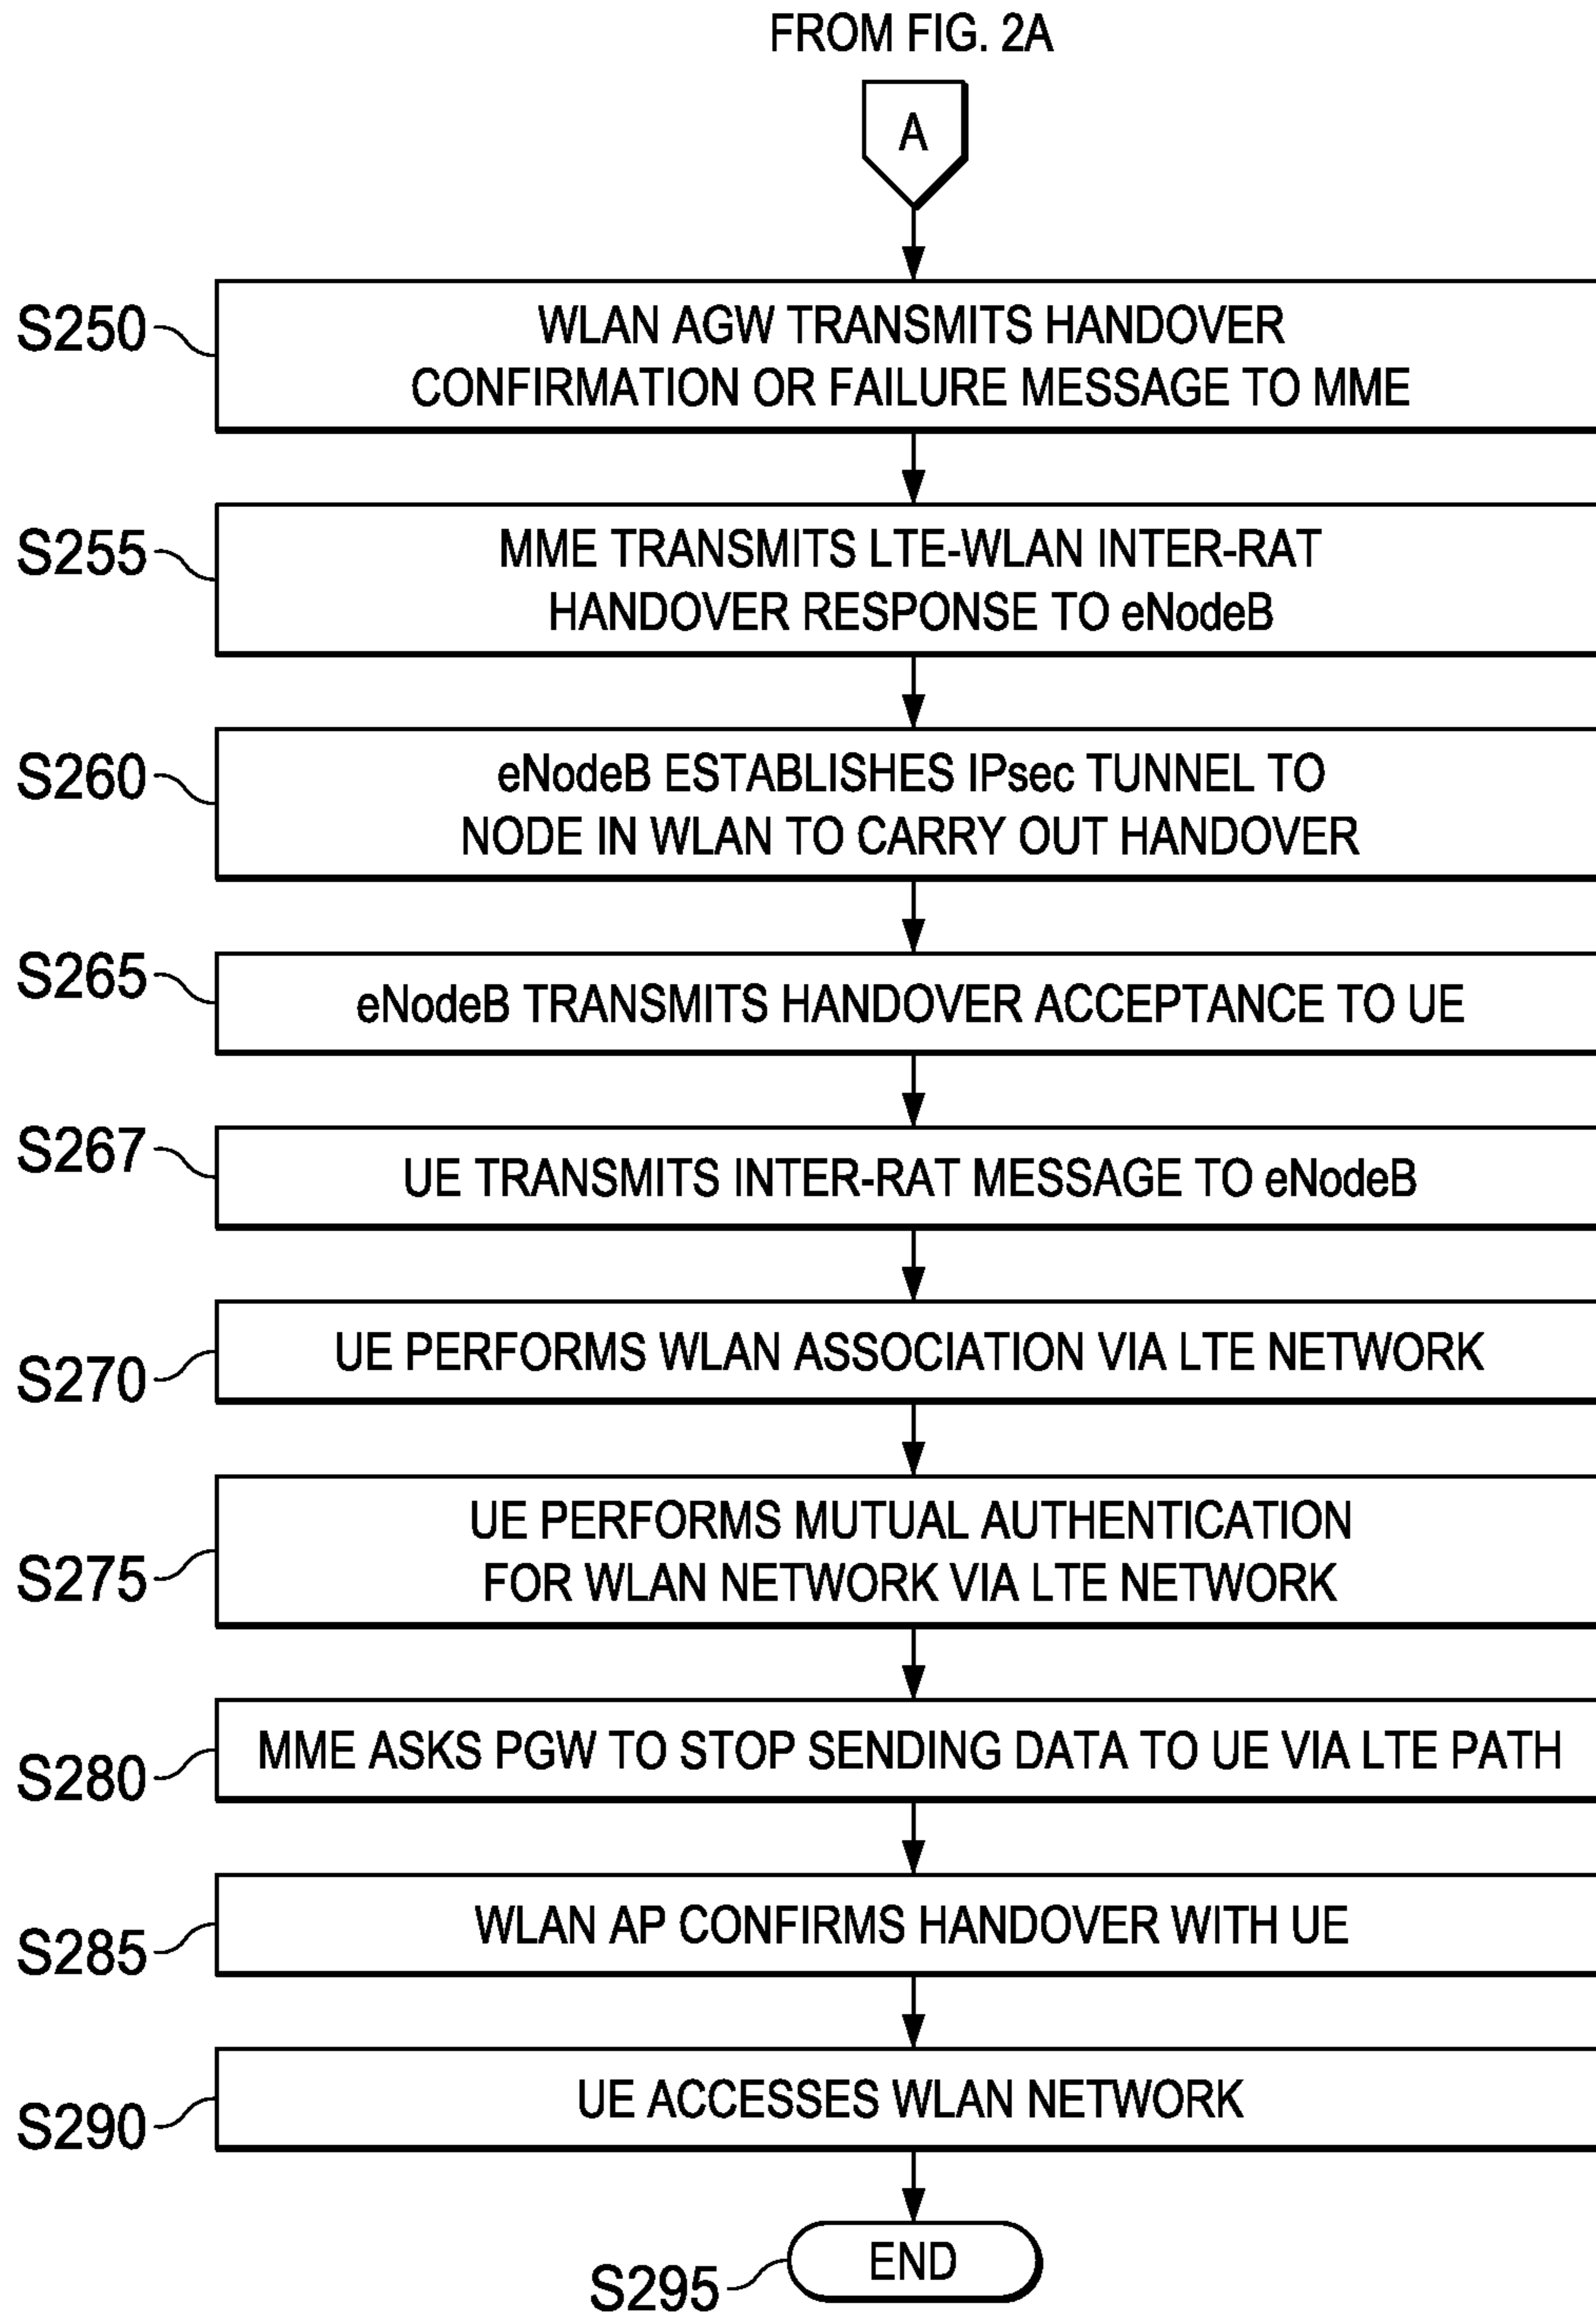 FROM FIG. 2A
A
S250
WLAN AGW TRANSMITS HANDOVER
CONFIRMATION OR FAILURE MESSAGE TO MME
S255
MME TRANSMITS LTE-WLAN INTER-RAT
HANDOVER RESPONSE TO eNodeB
S260
eNodeB ESTABLISHES IPsec TUNNEL TO
NODE IN WLAN TO CARRY OUT HANDOVER
S265
eNodeB TRANSMITS HANDOVER ACCEPTANCE TO UE
S267
UE TRANSMITS INTER-RAT MESSAGE TO eNodeB
S270
UE PERFORMS WLAN ASSOCIATION VIA LTE NETWORK
S275
UE PERFORMS MUTUAL AUTHENTICATION
FOR WLAN NETWORK VIA LTE NETWORK
S280
MME ASKS PGW TO STOP SENDING DATA TO UE VIA LTE PATH
S285
WLAN AP CONFIRMS HANDOVER WITH UE
S290
UE ACCESSES WLAN NETWORK
S295
END